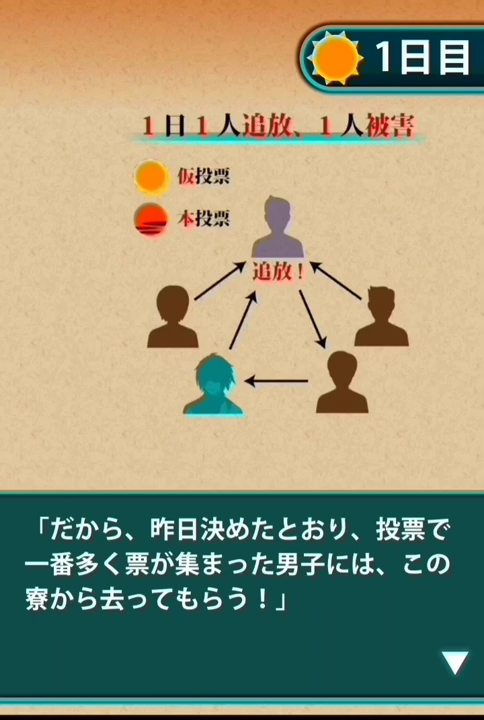 1日目
1日1人追放、1人被害
仮投票
本投票
追放！
「だから、昨日決めたとおり、投票で
一番多く票が集まった男子には、この
寮から去ってもらう！」